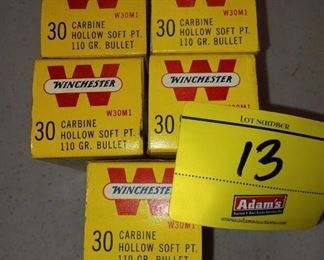 W30M1
30 CARBINE
HOLLOW SOFT PT.
110 GR. BULLET
W30M1
30 CARBINE
HOLLOW SOFT PT.
110 GR. BULLET
W
WINCHESTER
W30M1
30 CARBINE
HOLLOW SOFT PT.
110 GR. BULLET
W
WINCHESTER
30
W
WINCHESTER
W30M1
30 CARBINE
HOLLOW SOFT PT.
110 GR. BULLET
LOT NUMBER
13
Adam's